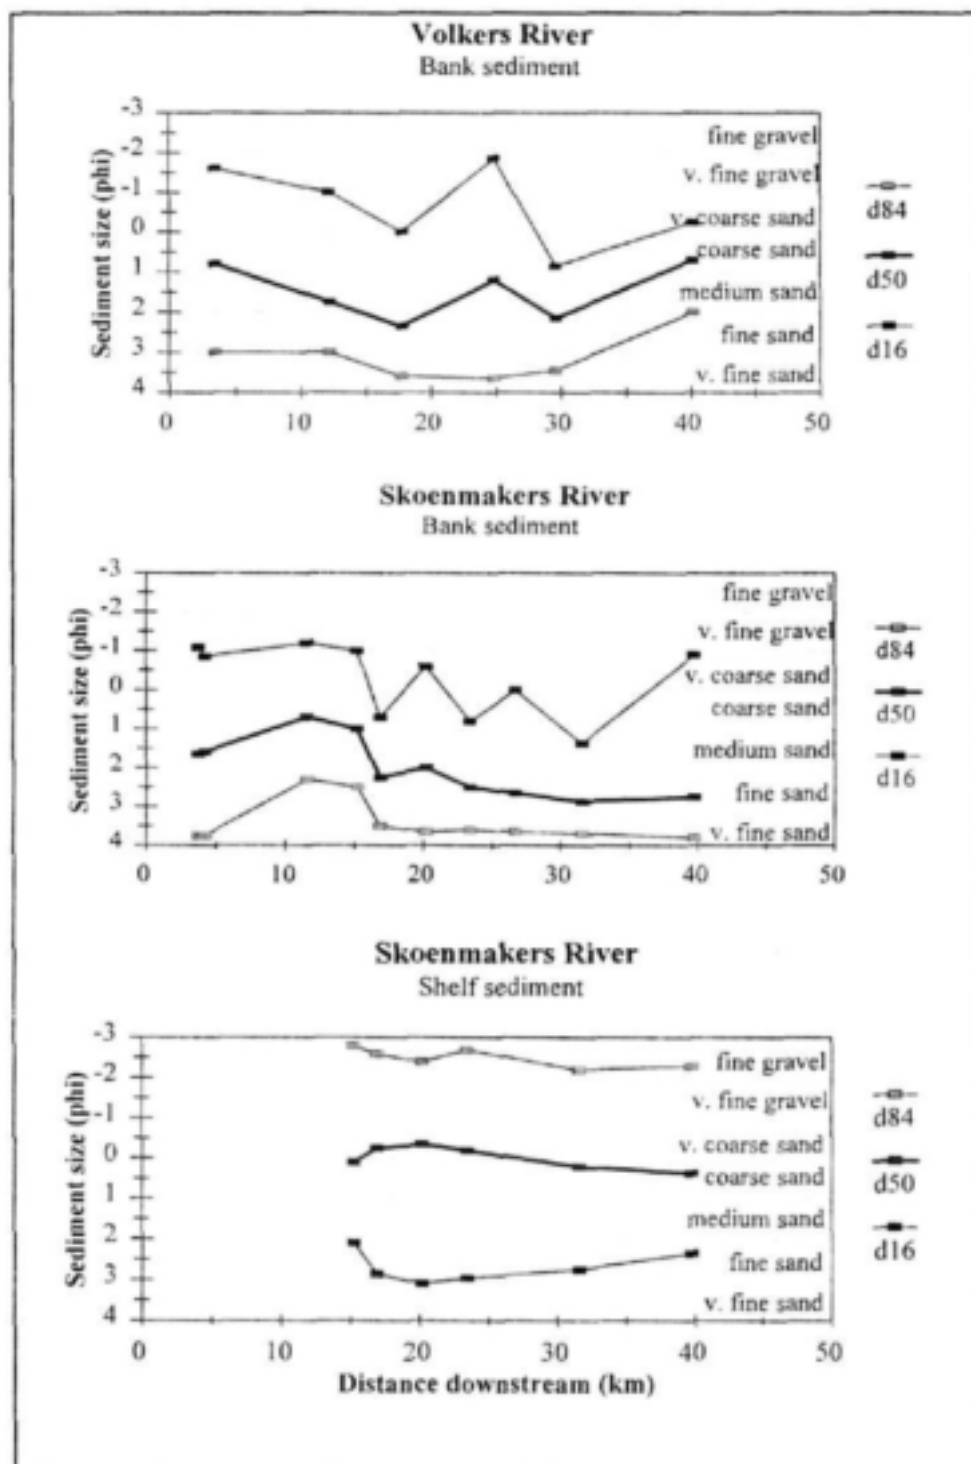 Volkers River
Bank sediment
-3
-2
-1
0
1
2
3
4
Sediment size (phi)
fine gravel
v. fine gravel
v. coarse sand
coarse sand
medium sand
fine sand
v. fine sand
0 10 20 30 40 50
d84
d50
d16
Skoenmakers River
Bank sediment
-3
-2
-1
0
1
2
3
4
Sediment size (phi)
fine gravel
v. fine gravel
v. coarse sand
coarse sand
medium sand
fine sand
v. fine sand
0 10 20 30 40 50
d84
d50
d16
Skoenmakers River
Shelf sediment
-3
-2
-1
0
1
2
3
4
Sediment size (phi)
fine gravel
v. fine gravel
v. coarse sand
coarse sand
medium sand
fine sand
v. fine sand
0 10 20 30 40 50
Distance downstream (km)
d84
d50
d16